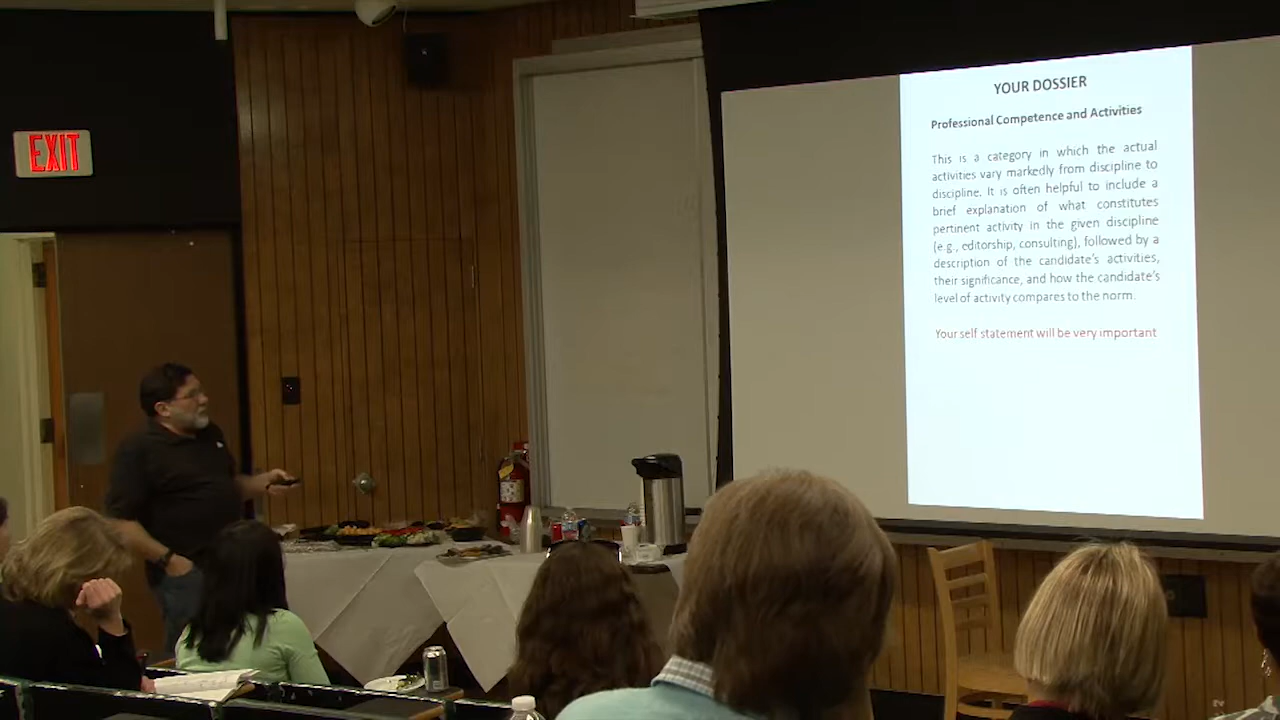 EXIT
YOUR DOSSIER
Professional Competence and Activities
This is a category in which the actual
activities vary markedly from discipline to
discipline. It is often helpful to include a
brief explanation of what constitutes
pertinent activity in the given discipline
(e.g., editorship, consulting), followed by a
description of the candidate's activities,
their significance, and how the candidate's
level of activity compares to the norm.
Your self statement will be very important